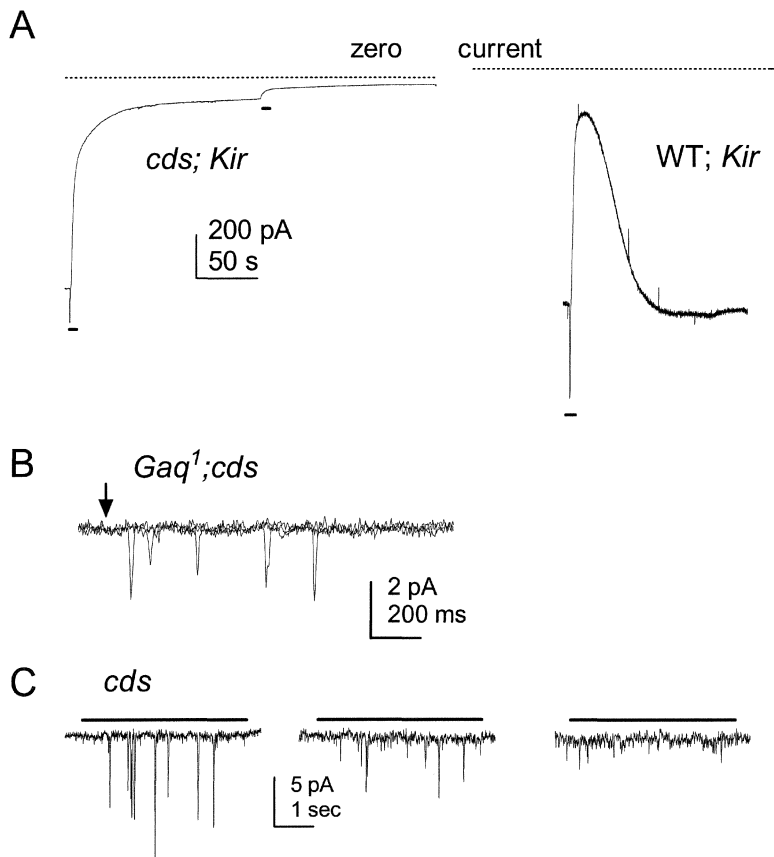 A
zero current
cds; Kir
WT; Kir
200 pA
50 s
B
Gaq¹;cds
2 pA
200 ms
C
cds
5 pA
1 sec